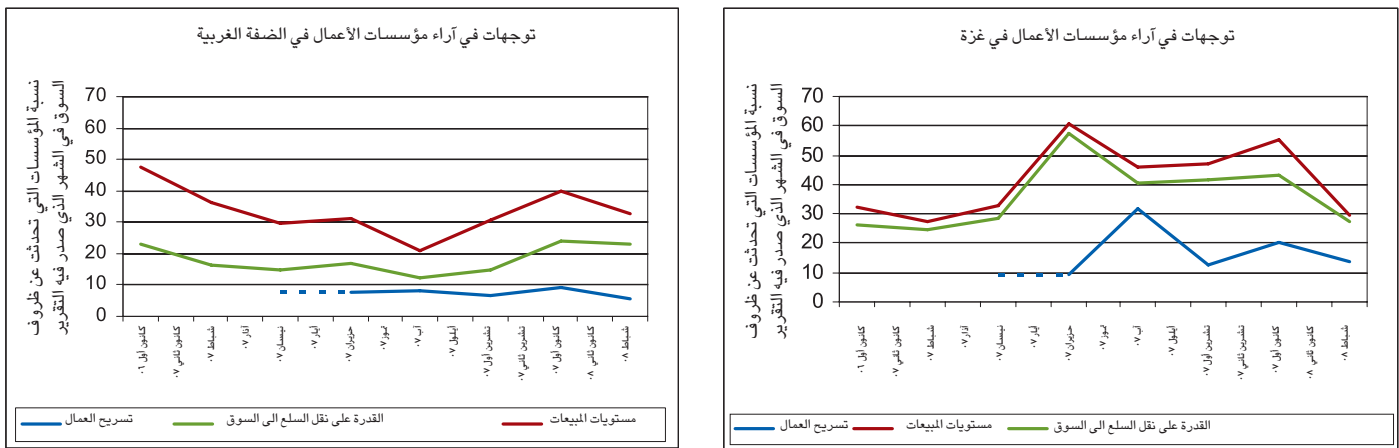 توجهات في آراء مؤسسات الأعمال في الضفة الغربية
نسبة المؤسسات التي تحدثت عن ظروف
السوق في الشهر الذي صدر فيه التقرير
70
60
50
40
30
20
10
0
كانون أول ٠٦
كانون ثاني ٠٧
شباط ٠٧
آذار ٠٧
نيسان ٠٧
أيار ٠٧
حزيران ٠٧
تموز ٠٧
آب ٠٧
أيلول ٠٧
تشرين أول ٠٧
تشرين ثاني ٠٧
كانون أول ٠٧
كانون ثاني ٠٨
شباط ٠٨
مستويات المبيعات
القدرة على نقل السلع الى السوق
تسريح العمال
توجهات في آراء مؤسسات الأعمال في غزة
نسبة المؤسسات التي تحدثت عن ظروف
السوق في الشهر الذي صدر فيه التقرير
70
60
50
40
30
20
10
0
كانون أول ٠٦
كانون ثاني ٠٧
شباط ٠٧
آذار ٠٧
نيسان ٠٧
أيار ٠٧
حزيران ٠٧
تموز ٠٧
آب ٠٧
أيلول ٠٧
تشرين أول ٠٧
تشرين ثاني ٠٧
كانون أول ٠٧
كانون ثاني ٠٨
شباط ٠٨
القدرة على نقل السلع الى السوق
مستويات المبيعات
تسريح العمال